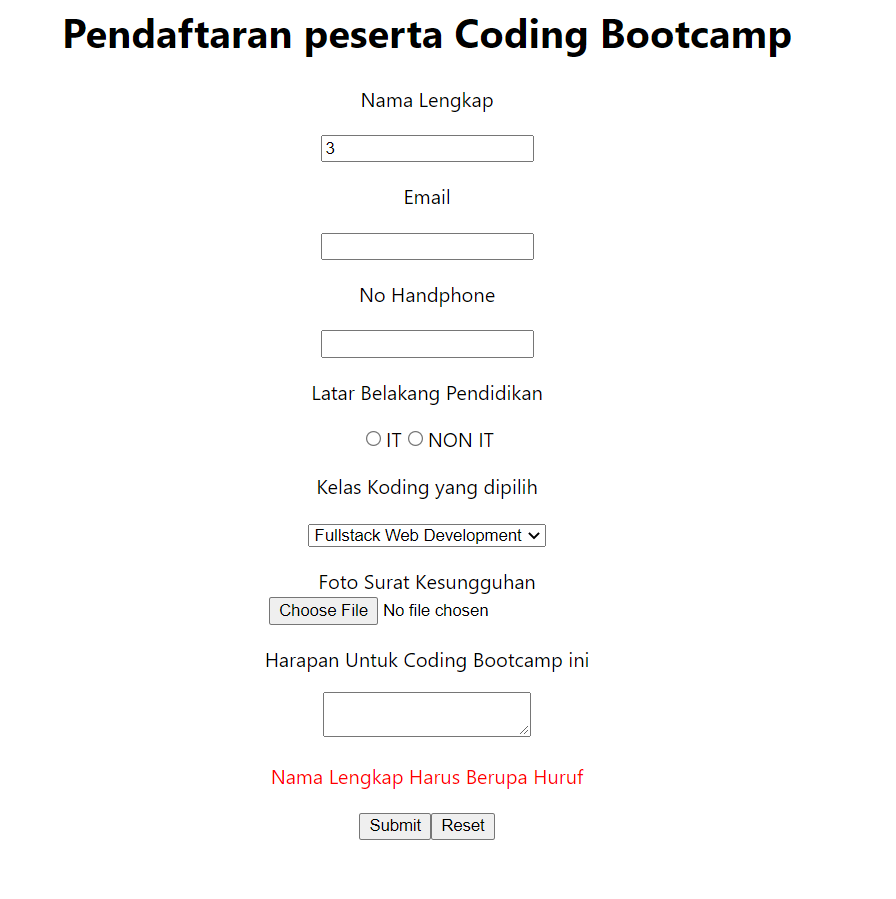 Pendaftaran peserta Coding Bootcamp
Nama Lengkap
3
Email
No Handphone
Latar Belakang Pendidikan
IT NON IT
Kelas Koding yang dipilih
Fullstack Web Development
Foto Surat Kesungguhan
Choose File No file chosen
Harapan Untuk Coding Bootcamp ini
Nama Lengkap Harus Berupa Huruf
Submit Reset